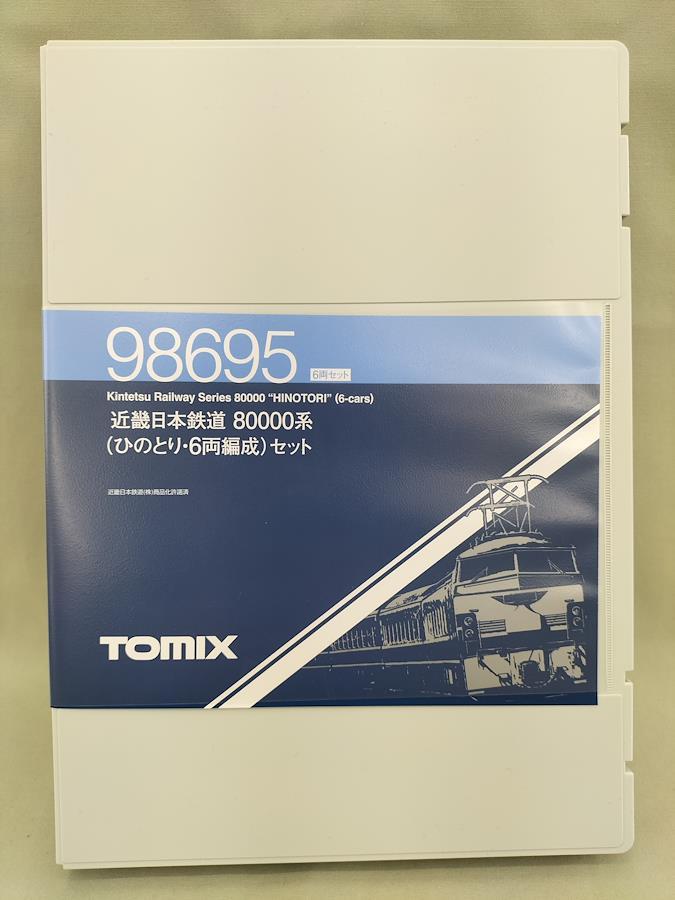 98695 6両セット
Kintetsu Railway Series 80000 "HINOTORI" (6-cars)
近畿日本鉄道 80000系
(ひのとり・6両編成)セット
近畿日本鉄道(株)商品化許諾済
TOMIX